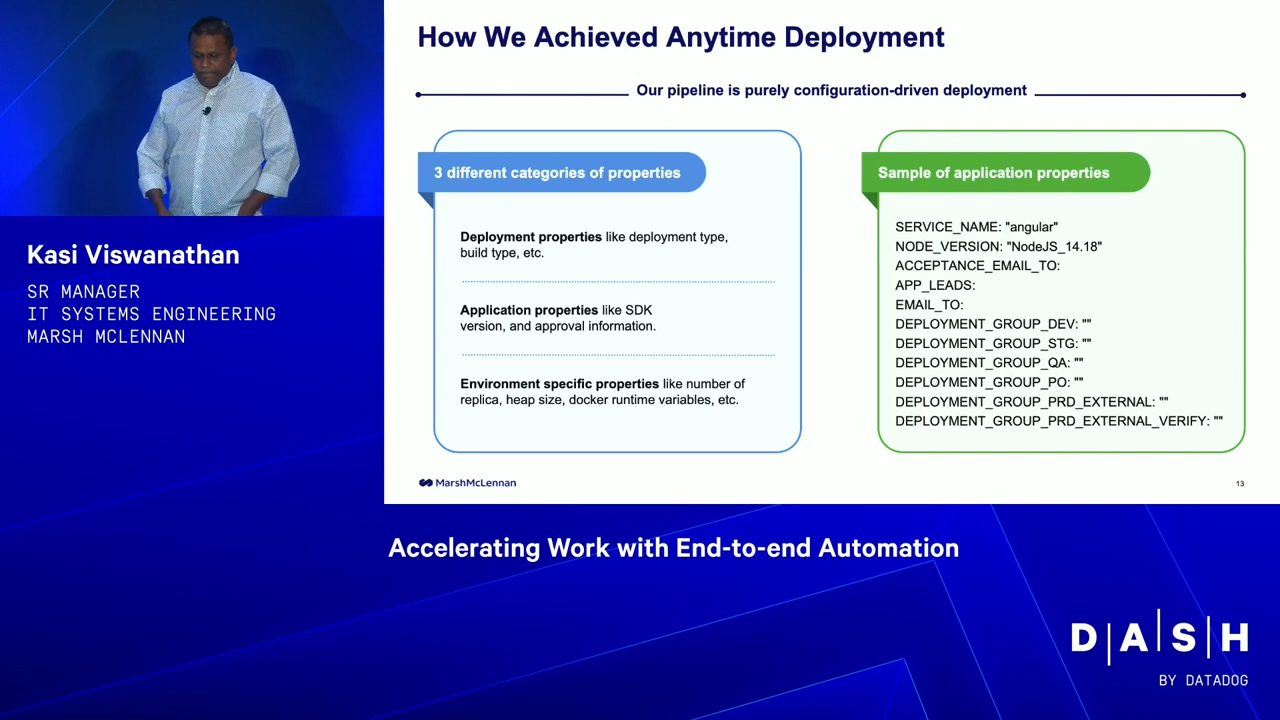 How We Achieved Anytime Deployment
Our pipeline is purely configuration-driven deployment
3 different categories of properties
Deployment properties like deployment type,
build type, etc.
Application properties like SDK
version, and approval information.
Environment specific properties like number of
replica, heap size, docker runtime variables, etc.
Sample of application properties
SERVICE_NAME: "angular"
NODE_VERSION: "NodeJS_14.18"
ACCEPTANCE_EMAIL_TO:
APP_LEADS:
EMAIL_TO:
DEPLOYMENT_GROUP_DEV: ""
DEPLOYMENT_GROUP_STG: ""
DEPLOYMENT_GROUP_QA: ""
DEPLOYMENT_GROUP_PO: ""
DEPLOYMENT_GROUP_PRD_EXTERNAL: ""
DEPLOYMENT_GROUP_PRD_EXTERNAL_VERIFY: ""
MarshMcLennan
13
Kasi Viswanathan
SR MANAGER
IT SYSTEMS ENGINEERING
MARSH MCLENNAN
Accelerating Work with End-to-end Automation
D|A|S|H
BY DATADOG